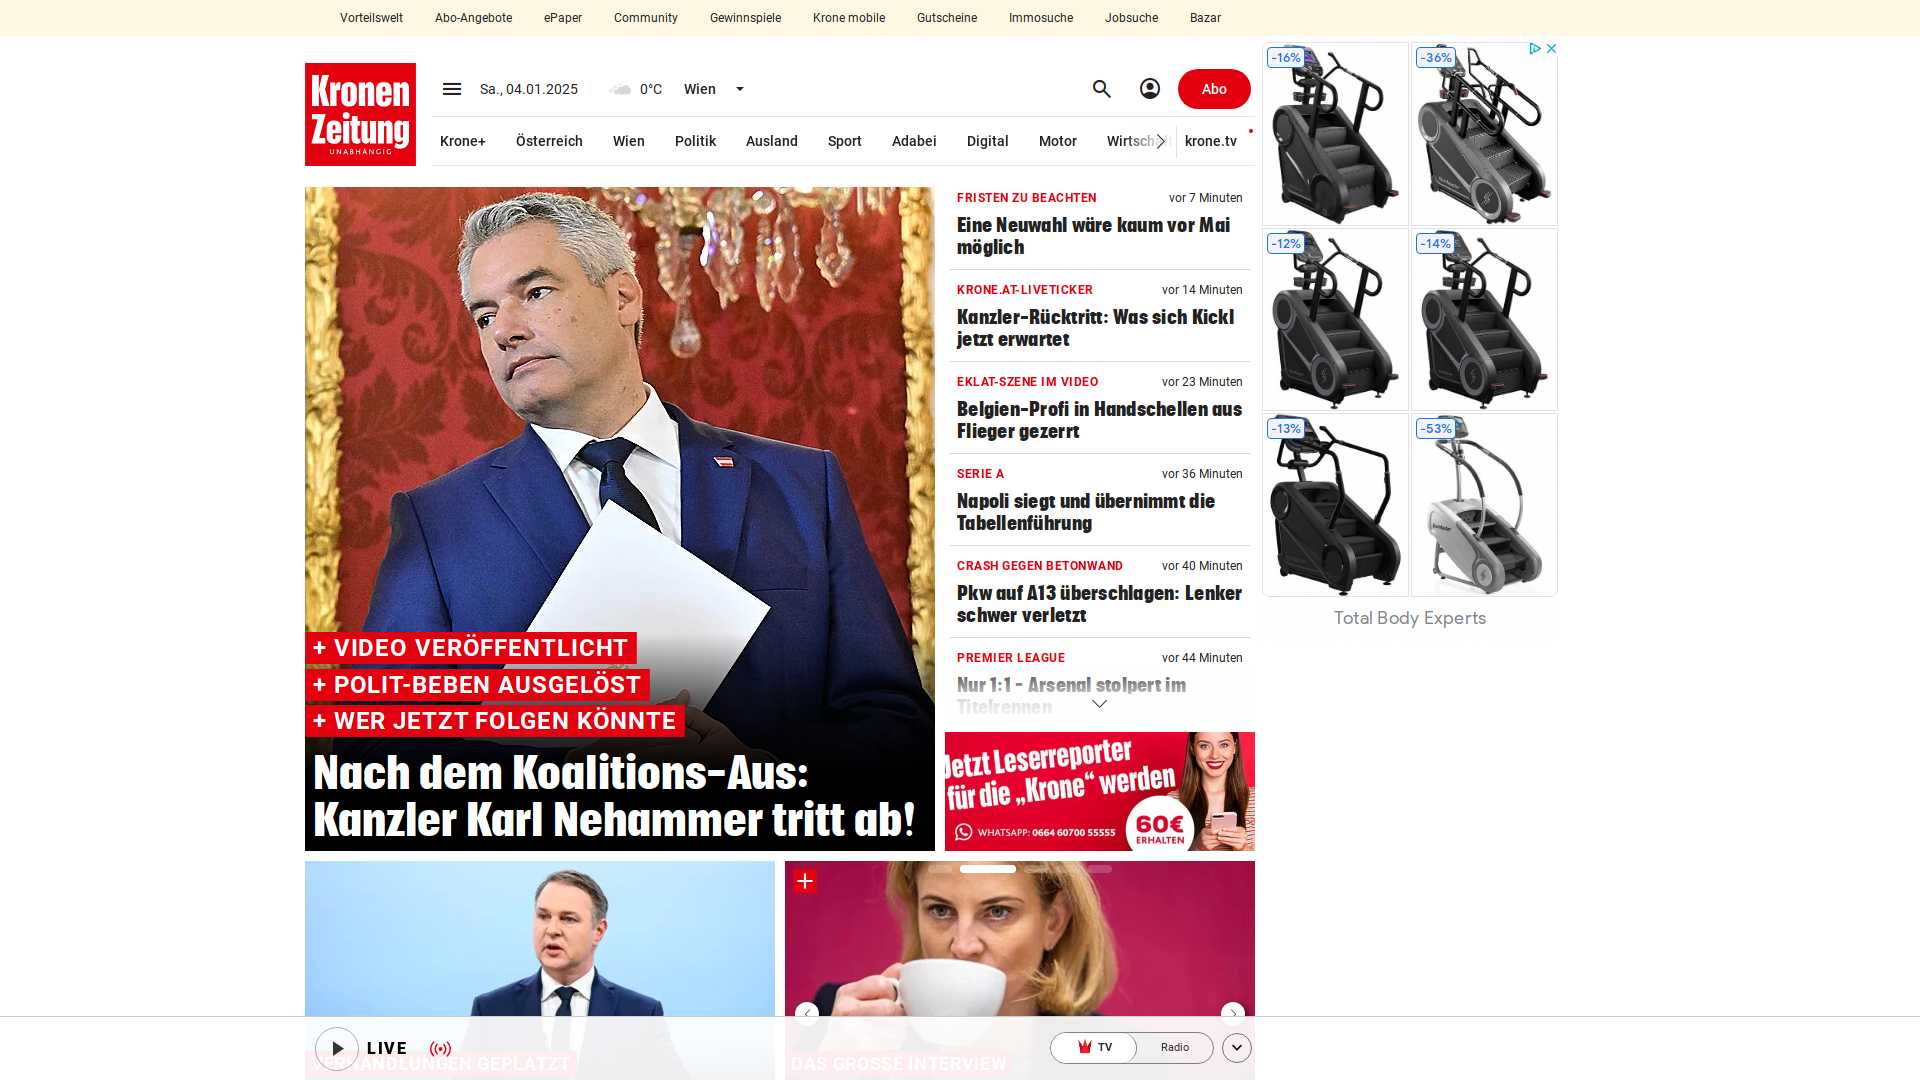 Vorteilswelt Abo-Angebote ePaper Community Gewinnspiele Krone mobile Gutscheine Immosuche Jobsuche Bazar
Kronen
Zeitung
UNABHÄNGIG
Sa., 04.01.2025 0°C Wien
Abo
Krone+ Österreich Wien Politik Ausland Sport Adabei Digital Motor Wirtschaft krone.tv
+ VIDEO VERÖFFENTLICHT
+ POLIT-BEBEN AUSGELÖST
+ WER JETZT FOLGEN KÖNNTE
Nach dem Koalitions-Aus:
Kanzler Karl Nehammer tritt ab!
FRISTEN ZU BEACHTEN vor 7 Minuten
Eine Neuwahl wäre kaum vor Mai
möglich
KRONE.AT-LIVETICKER vor 14 Minuten
Kanzler-Rücktritt: Was sich Kickl
jetzt erwartet
EKLAT-SZENE IM VIDEO vor 23 Minuten
Belgien-Profi in Handschellen aus
Flieger gezerrt
SERIE A vor 36 Minuten
Napoli siegt und übernimmt die
Tabellenführung
CRASH GEGEN BETONWAND vor 40 Minuten
Pkw auf A13 überschlagen: Lenker
schwer verletzt
PREMIER LEAGUE vor 44 Minuten
Nur 1:1 - Arsenal stolpert im
Titelrennen
Jetzt Leserreporter
für die „Krone“ werden
WHATSAPP: 0664 60700 55555
60€
ERHALTEN
-16% -36%
-12% -14%
-13% -53%
Total Body Experts
VERHANDLUNGEN GEPLATZT
DAS GROSSE INTERVIEW
LIVE
TV Radio